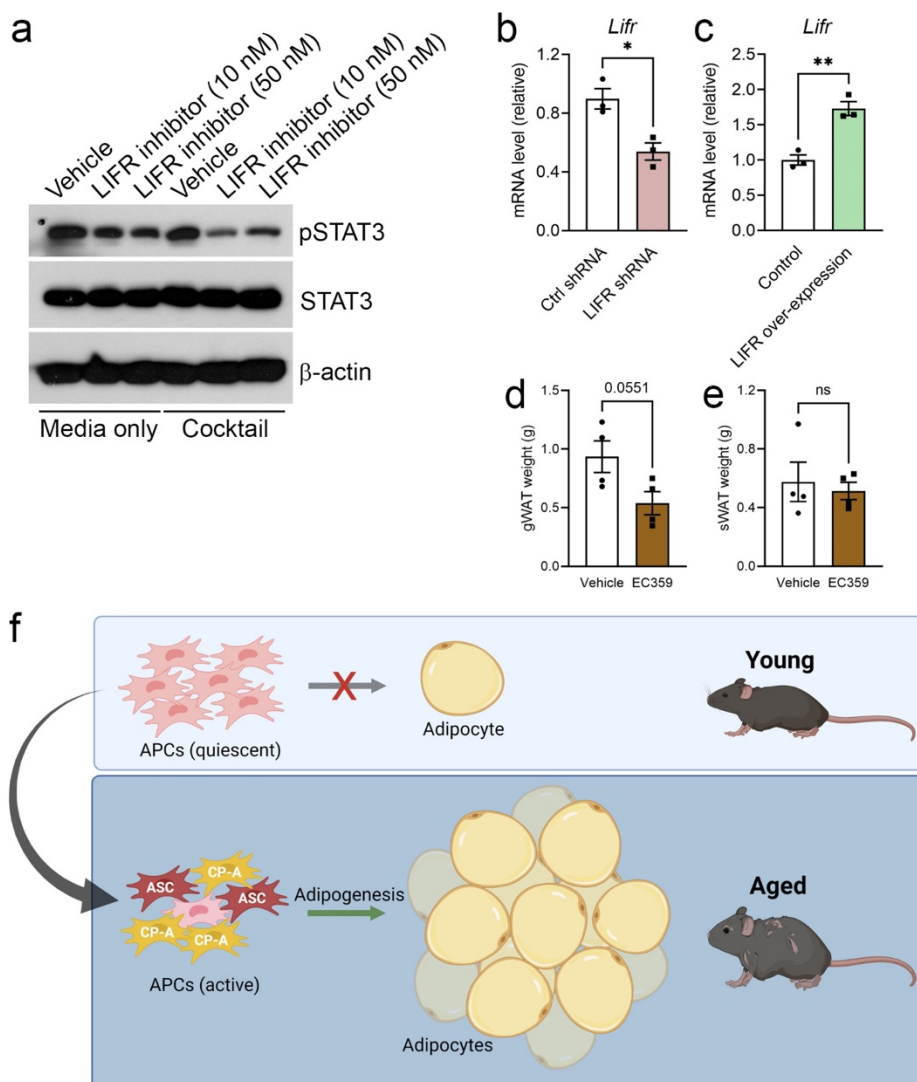 a
Vehicle
LIFR inhibitor (10 nM)
LIFR inhibitor (50 nM)
Vehicle
LIFR inhibitor (10 nM)
LIFR inhibitor (50 nM)
pSTAT3
STAT3
β-actin
Media only
Cocktail
b
Lifr
*
mRNA level (relative)
1.2
0.8
0.4
0.0
Ctrl shRNA
LIFR shRNA
c
Lifr
**
mRNA level (relative)
2.5
2.0
1.5
1.0
0.5
0.0
Control
LIFR over-expression
d
0.0551
gWAT weight (g)
1.5
1.0
0.5
0.0
Vehicle
EC359
e
ns
sWAT weight (g)
1.5
1.0
0.5
0.0
Vehicle
EC359
f
APCs (quiescent)
X
Adipocyte
Young
ASC
CP-A
ASC
CP-A
CP-A
APCs (active)
Adipogenesis
Adipocytes
Aged